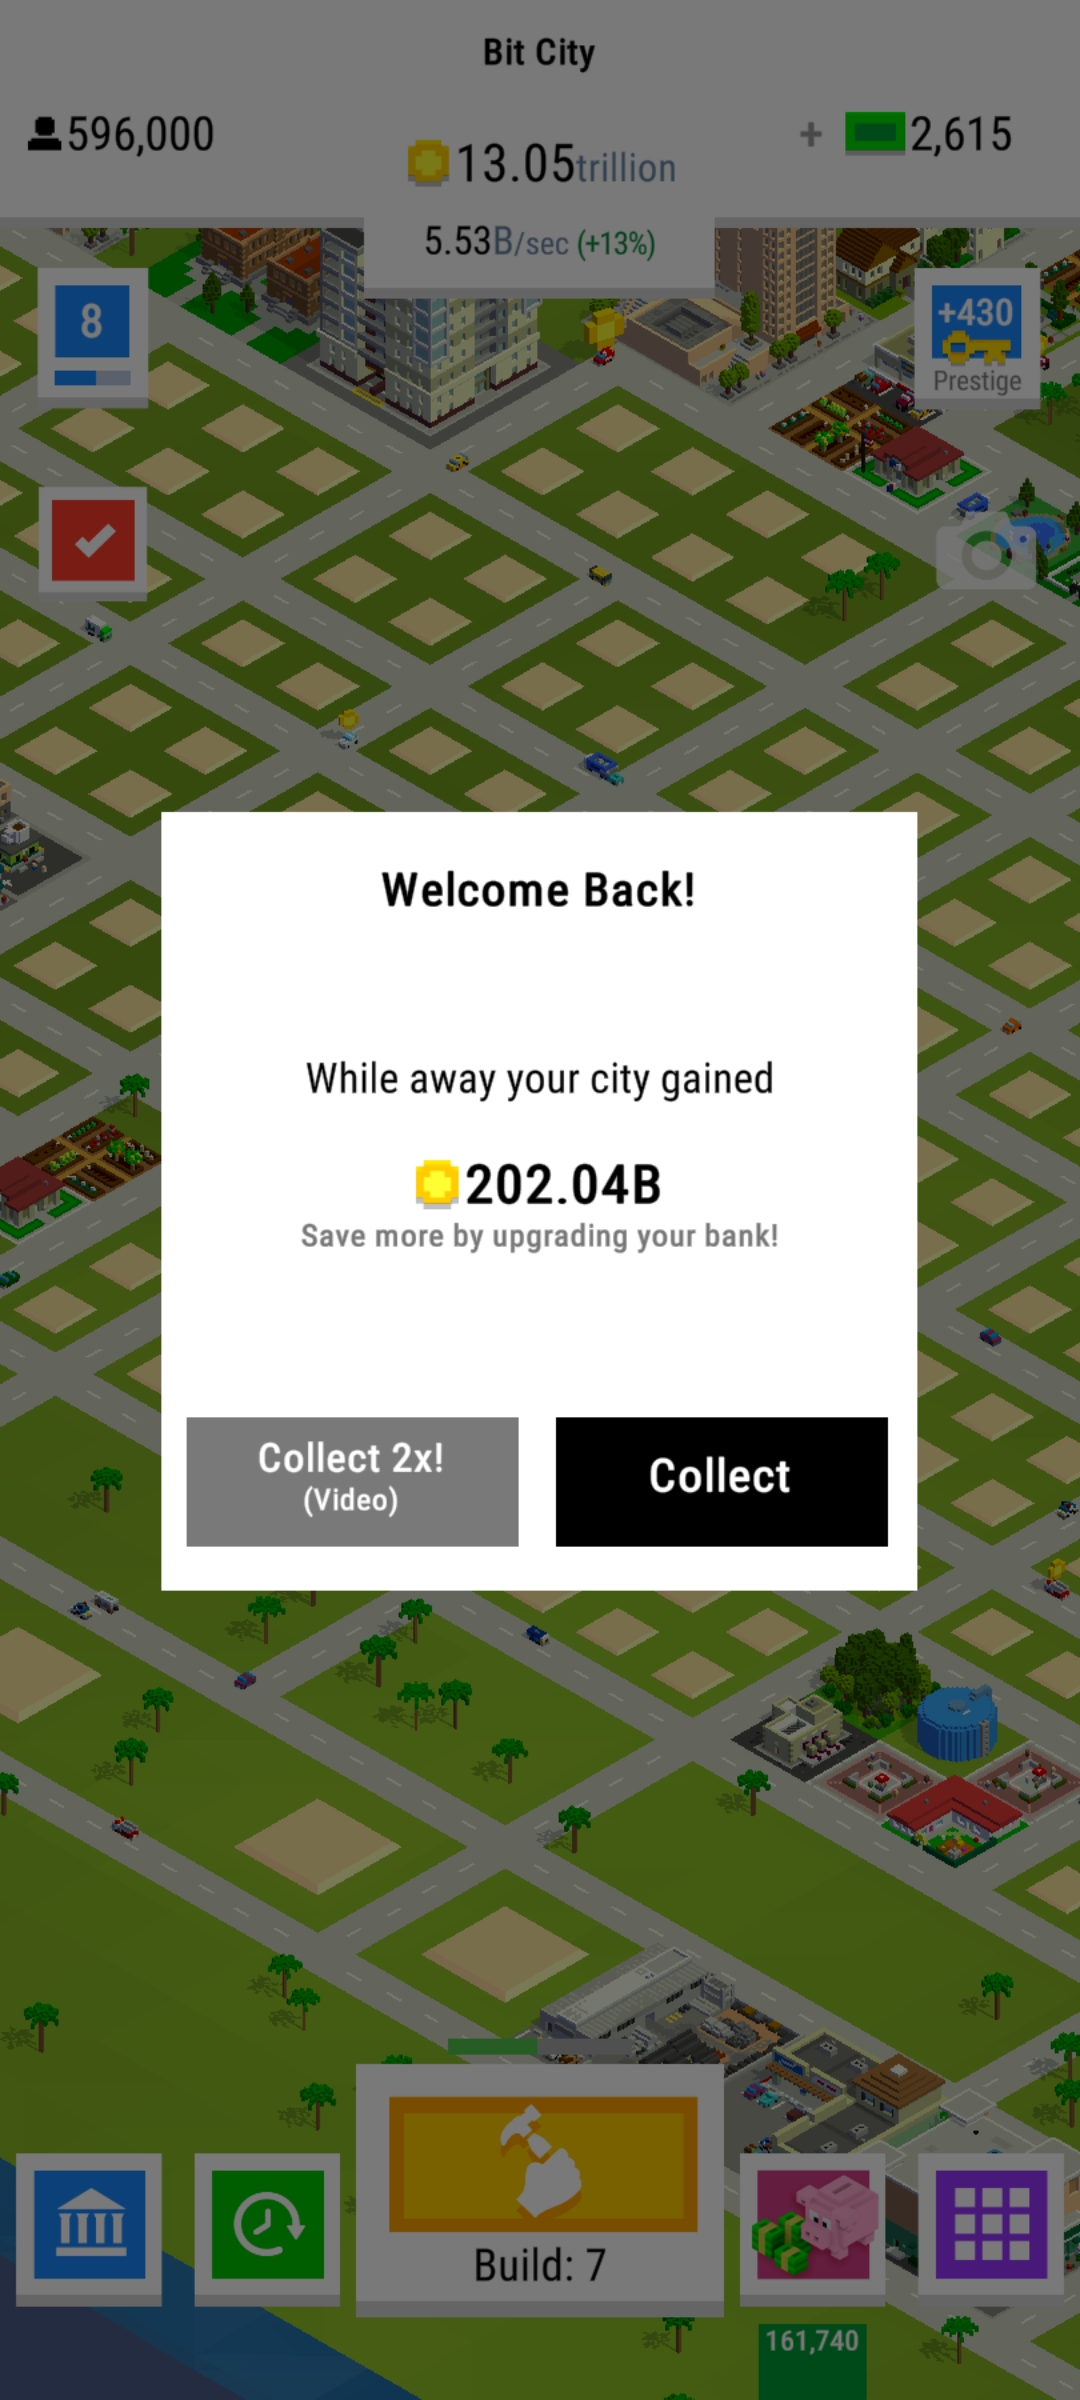 Bit City
596,000
13.05trillion
+ 2,615
5.53B/sec (+13%)
8
+430
Prestige
Welcome Back!
While away your city gained
202.04B
Save more by upgrading your bank!
Collect 2x!
(Video)
Collect
Build: 7
161,740